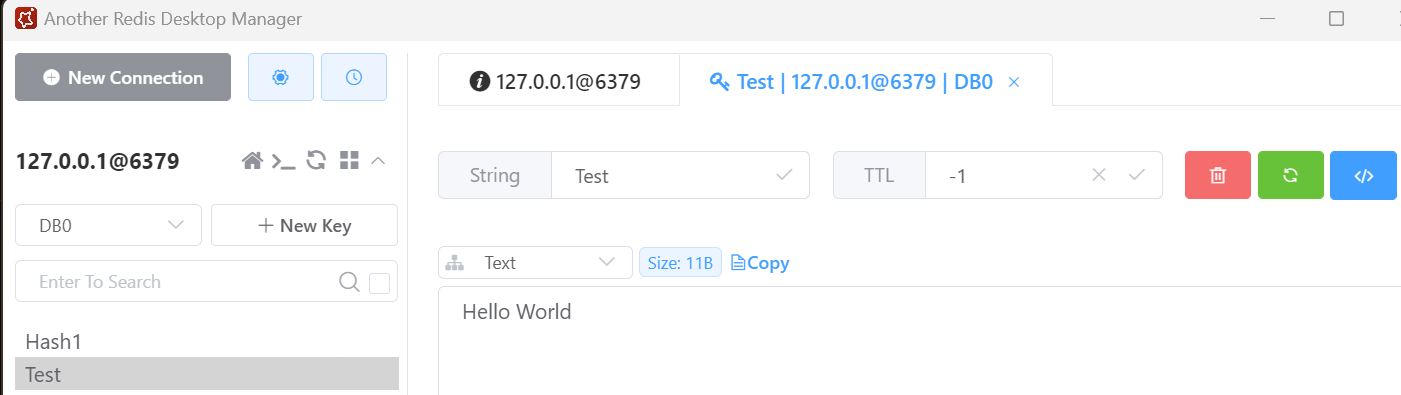 Another Redis Desktop Manager
New Connection
127.0.0.1@6379
DB0
New Key
Enter To Search
Hash1
Test
127.0.0.1@6379
Test | 127.0.0.1@6379 | DB0
String Test TTL -1
Text Size: 11B Copy
Hello World